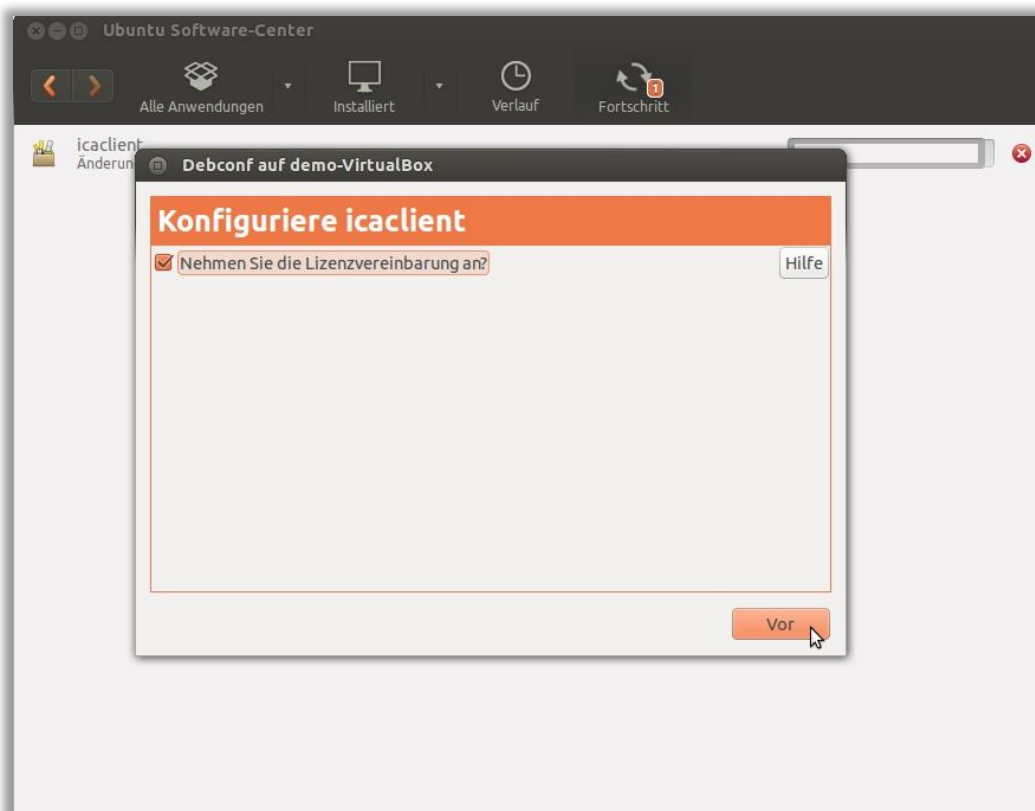 Ubuntu Software-Center
Alle Anwendungen
Installiert
Verlauf
1
Fortschritt
icaclient
Änderun
Debconf auf demo-VirtualBox
Konfiguriere icaclient
Nehmen Sie die Lizenzvereinbarung an?
Hilfe
Vor